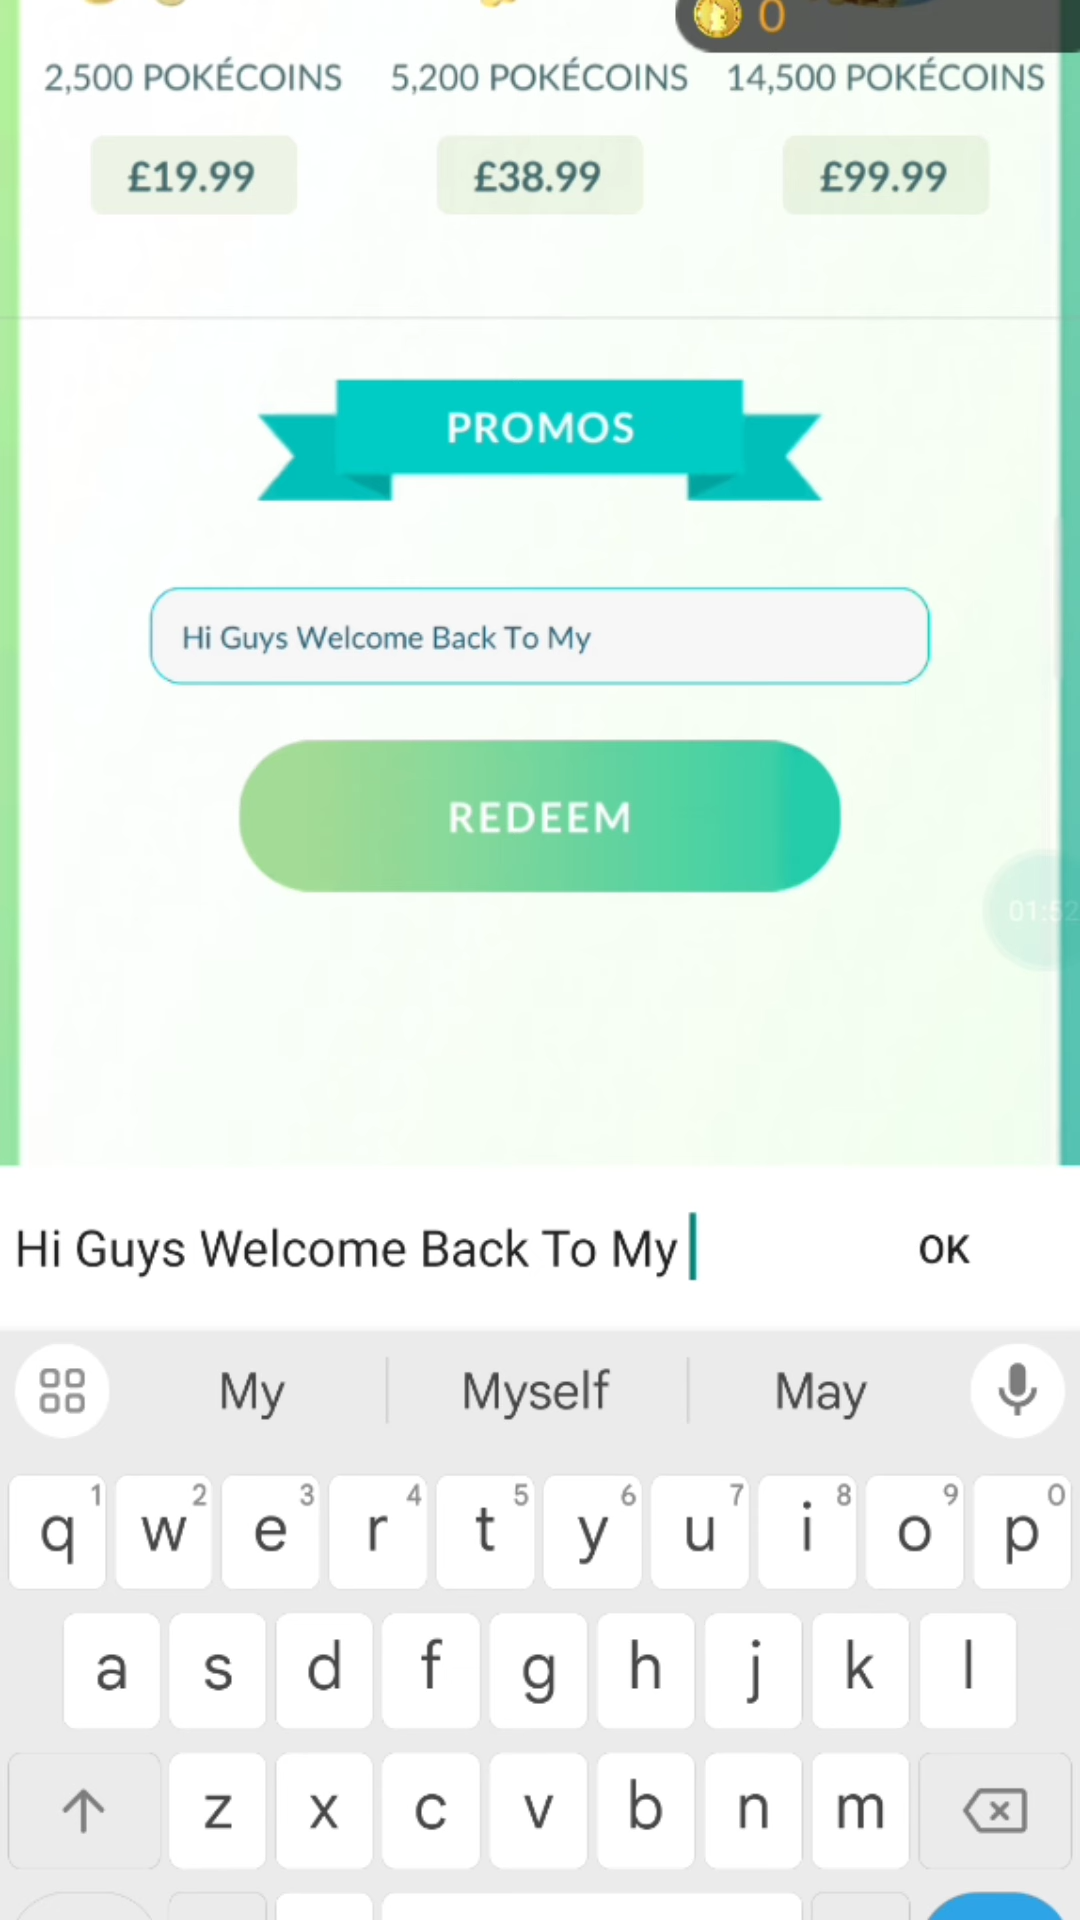 0
2,500 POKÉCOINS 5,200 POKÉCOINS 14,500 POKÉCOINS
£19.99 £38.99 £99.99
PROMOS
Hi Guys Welcome Back To My
REDEEM
01:52
Hi Guys Welcome Back To My OK
My Myself May
1 2 3 4 5 6 7 8 9 0
q w e r t y u i o p
a s d f g h j k l
z x c v b n m